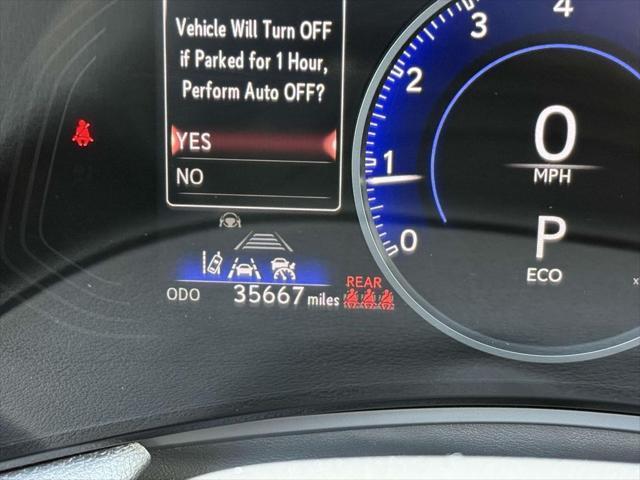 Vehicle Will Turn OFF
if Parked for 1 Hour,
Perform Auto OFF?
YES
NO
ODO 35667 miles
REAR
4
3
2
1
0
0
MPH
P
ECO
x